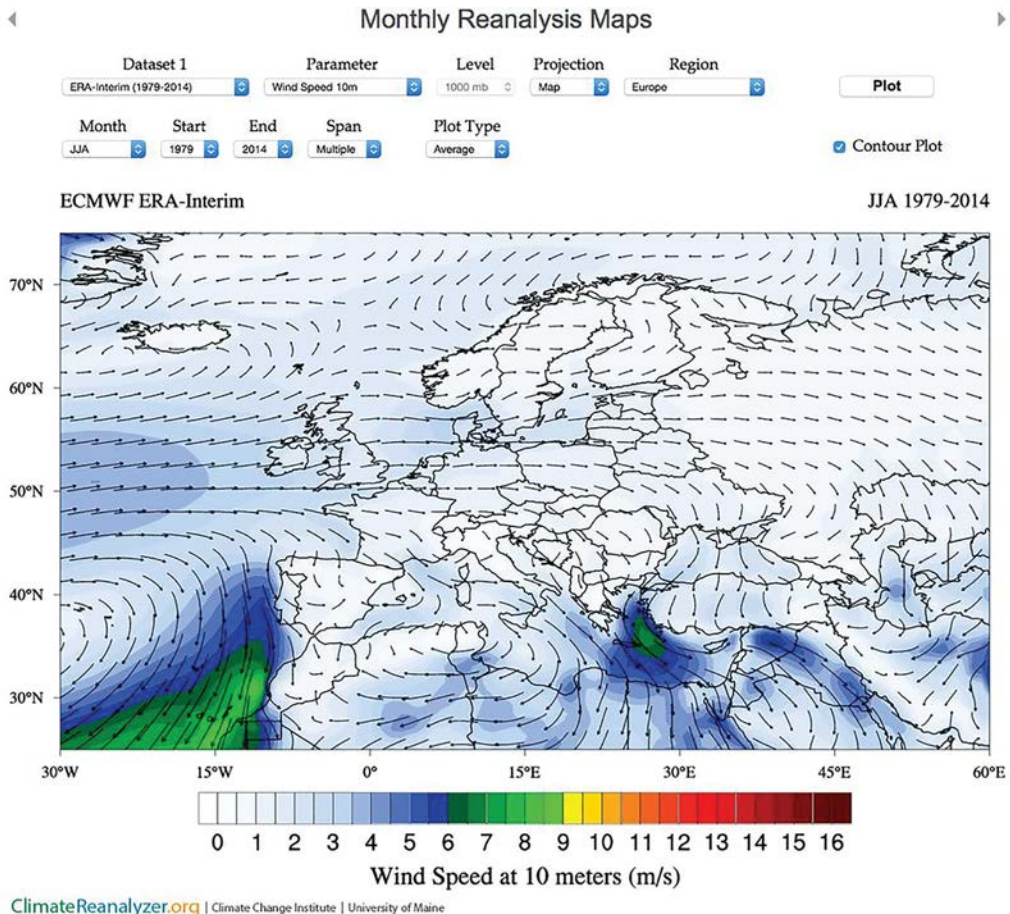 Monthly Reanalysis Maps
Dataset 1 Parameter Level Projection Region
ERA-Interim (1979-2014) Wind Speed 10m 1000 mb Map Europe Plot
Month Start End Span Plot Type
JJA 1979 2014 Multiple Average Contour Plot
ECMWF ERA-Interim JJA 1979-2014
70°N
60°N
50°N
40°N
30°N
30°W 15°W 0° 15°E 30°E 45°E 60°E
0 1 2 3 4 5 6 7 8 9 10 11 12 13 14 15 16
Wind Speed at 10 meters (m/s)
ClimateReanalyzer.org | Climate Change Institute | University of Maine